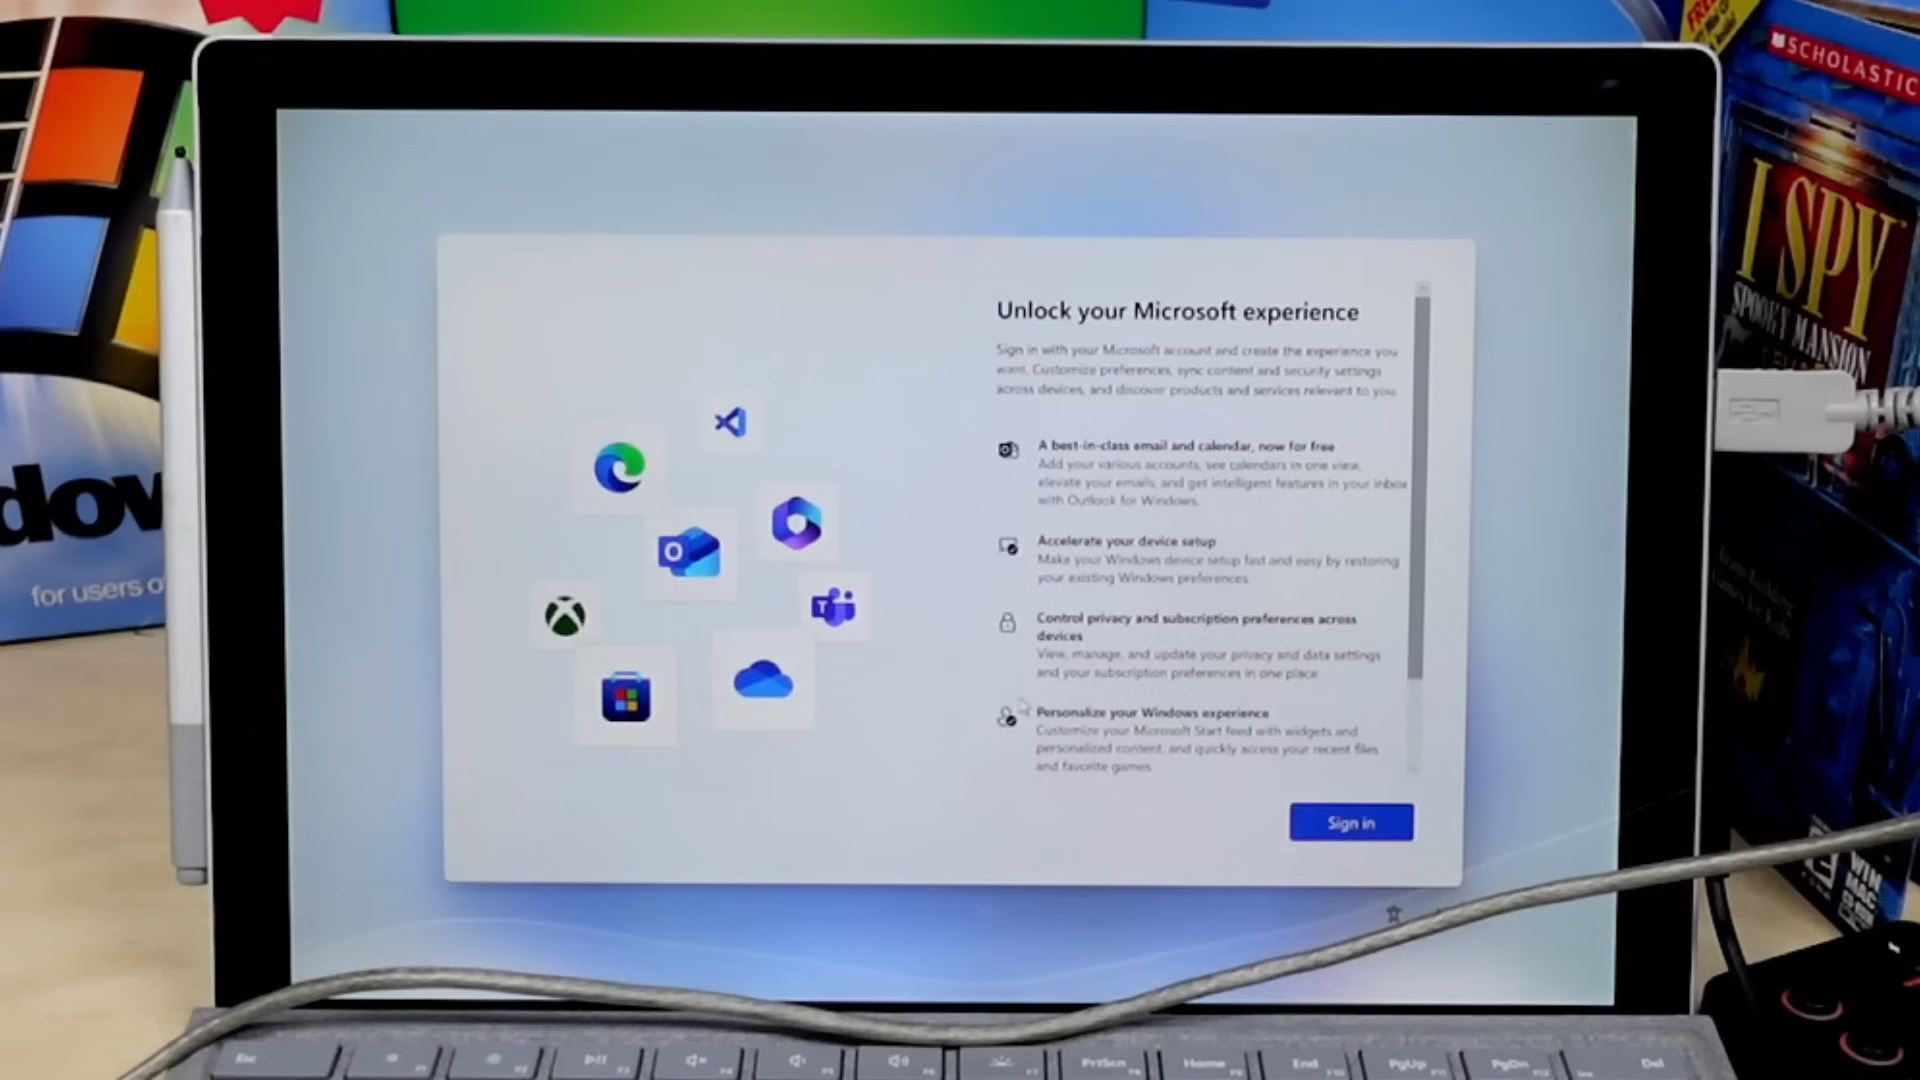 FREE
SCHOLASTIC
I SPY
SPOOKY MANSION
dow
for users o
Unlock your Microsoft experience
Sign in with your Microsoft account and create the experience you
want. Customize preferences, sync content and security settings
across devices, and discover products and services relevant to you.
A best-in-class email and calendar, now for free
Add your various accounts, see calendars in one view,
elevate your emails, and get intelligent features in your inbox
with Outlook for Windows.
Accelerate your device setup
Make your Windows device setup fast and easy by restoring
your existing Windows preferences.
Control privacy and subscription preferences across
devices
View, manage, and update your privacy and data settings
and your subscription preferences in one place
Personalize your Windows experience
Customize your Microsoft Start feed with widgets and
personalized content, and quickly access your recent files
and favorite games.
Sign in
WIN
MAC
CD-ROM
Esc
PrtScn
Home
End
PgUp
PgDn
Del